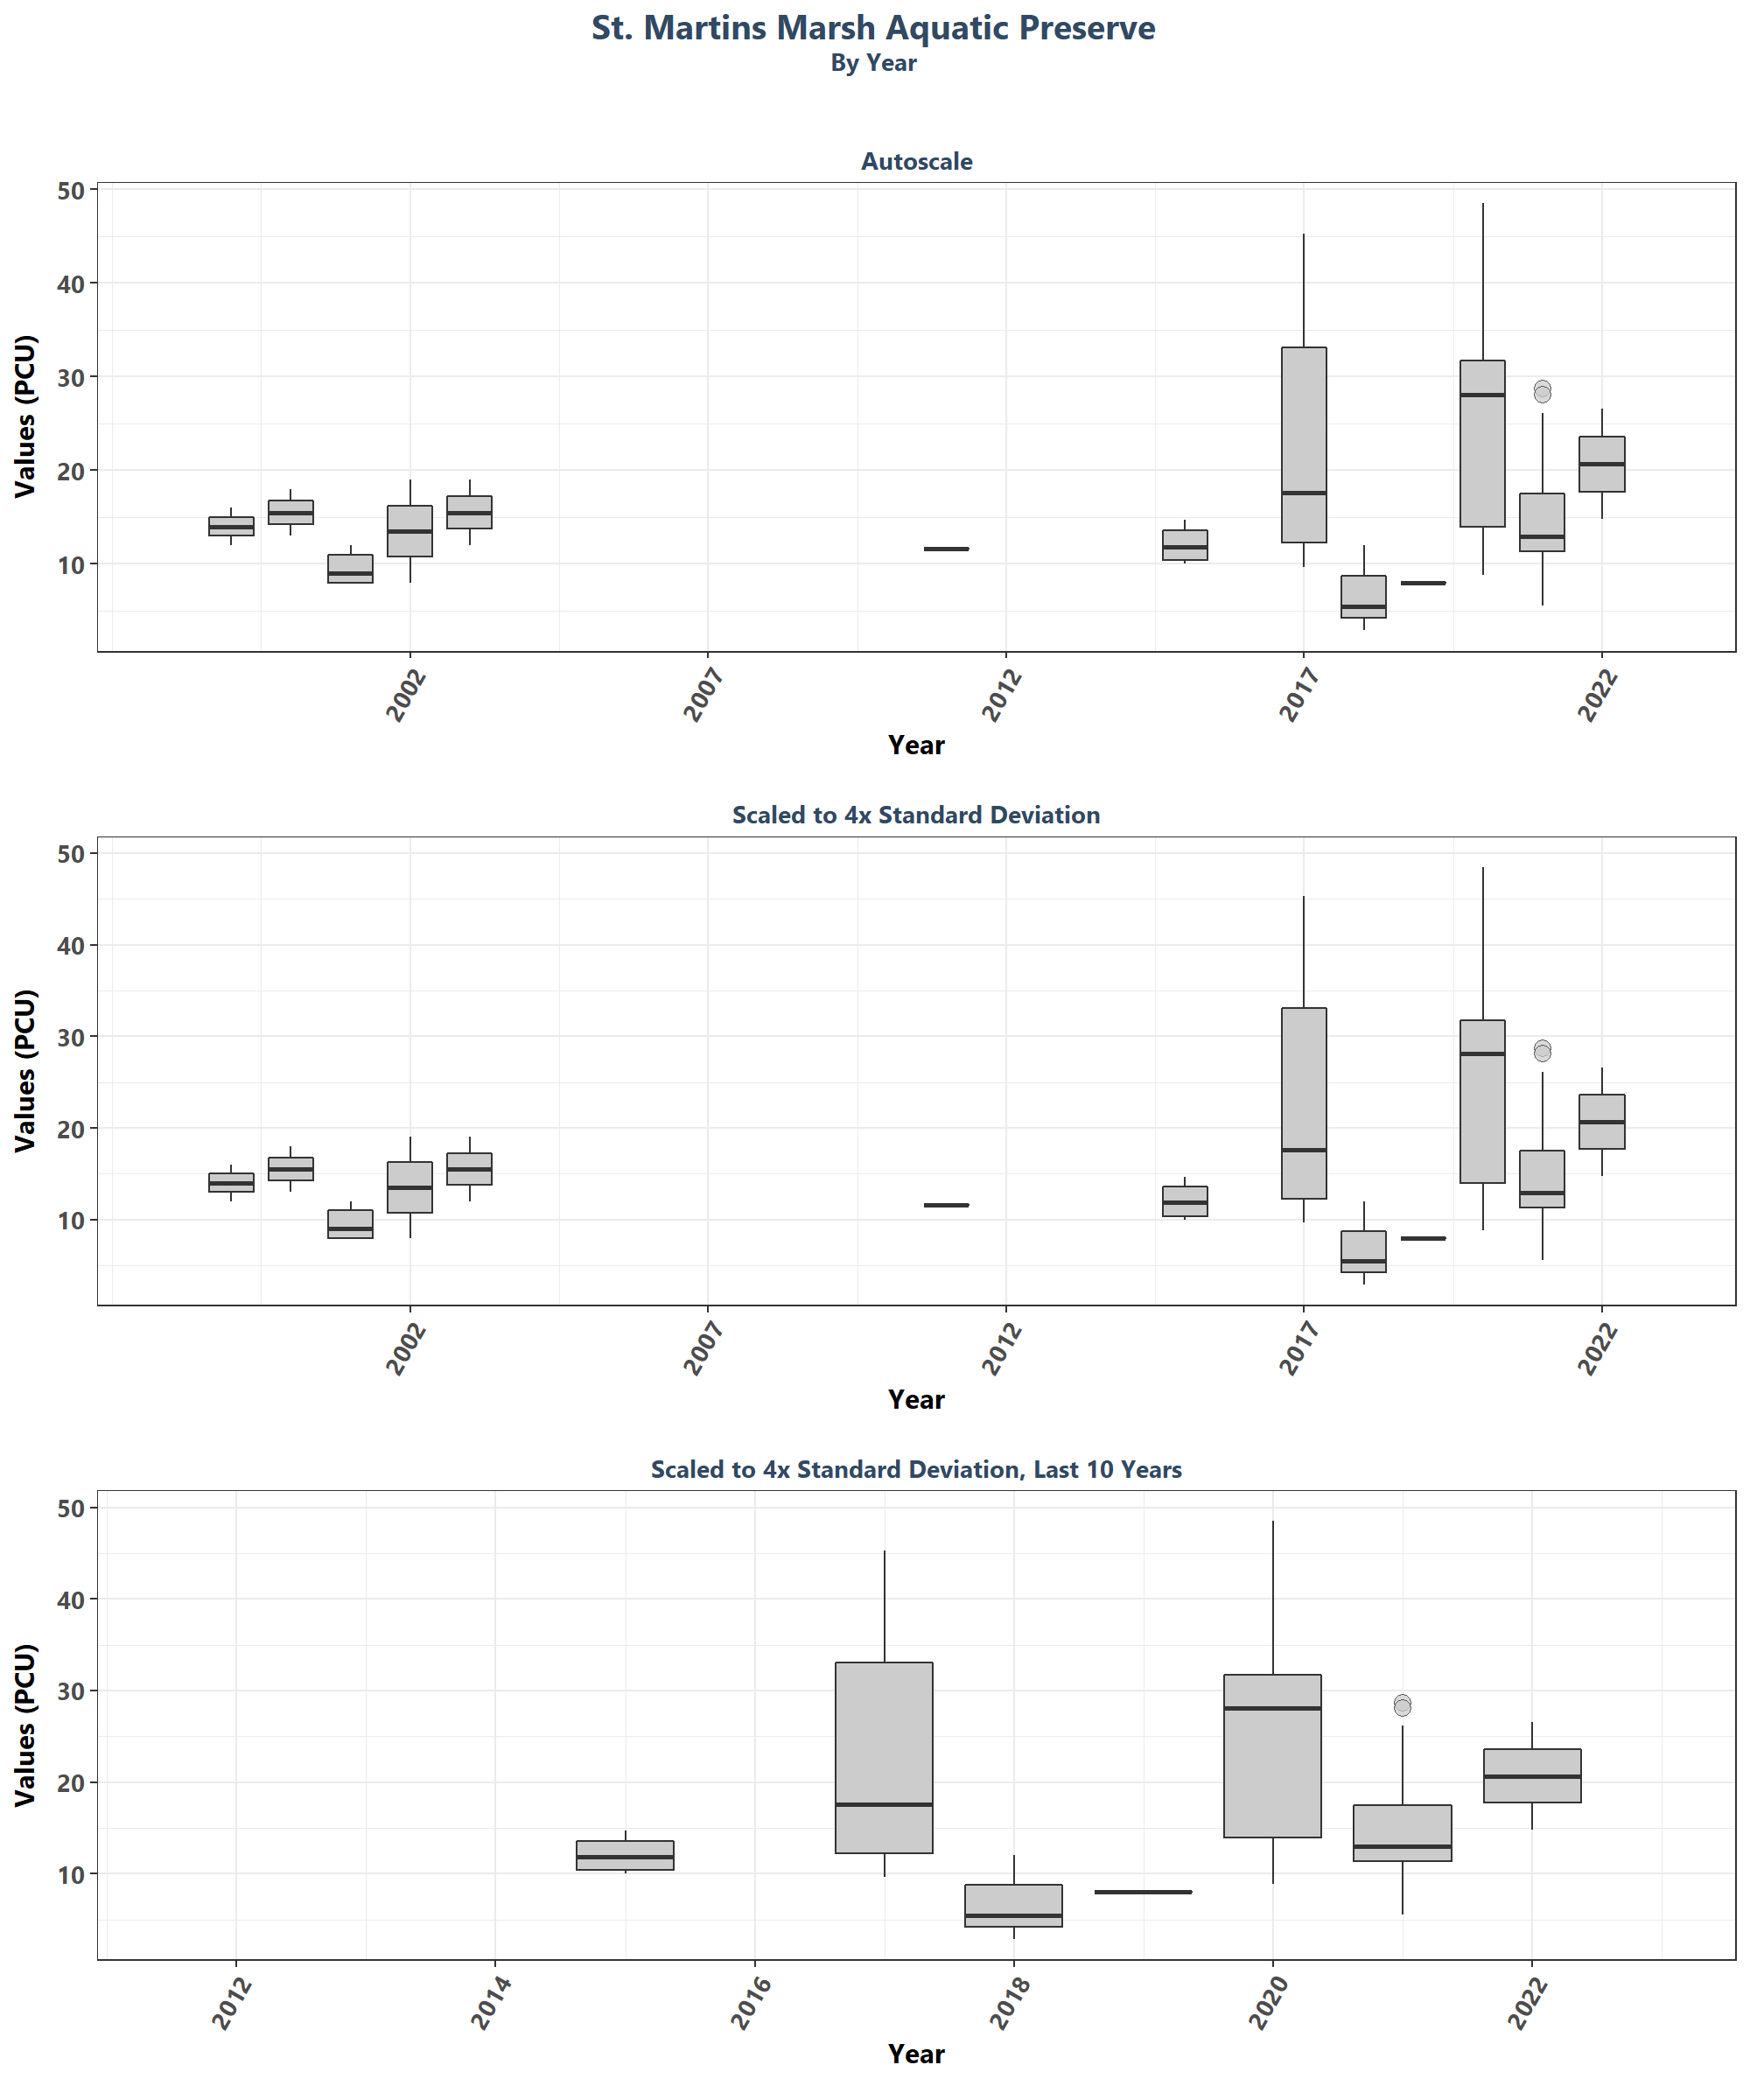 St. Martins Marsh Aquatic Preserve
By Year
Autoscale
Values (PCU)
50
40
30
20
10
2002 2007 2012 2017 2022
Year
Scaled to 4x Standard Deviation
Values (PCU)
50
40
30
20
10
2002 2007 2012 2017 2022
Year
Scaled to 4x Standard Deviation, Last 10 Years
Values (PCU)
50
40
30
20
10
2012 2014 2016 2018 2020 2022
Year